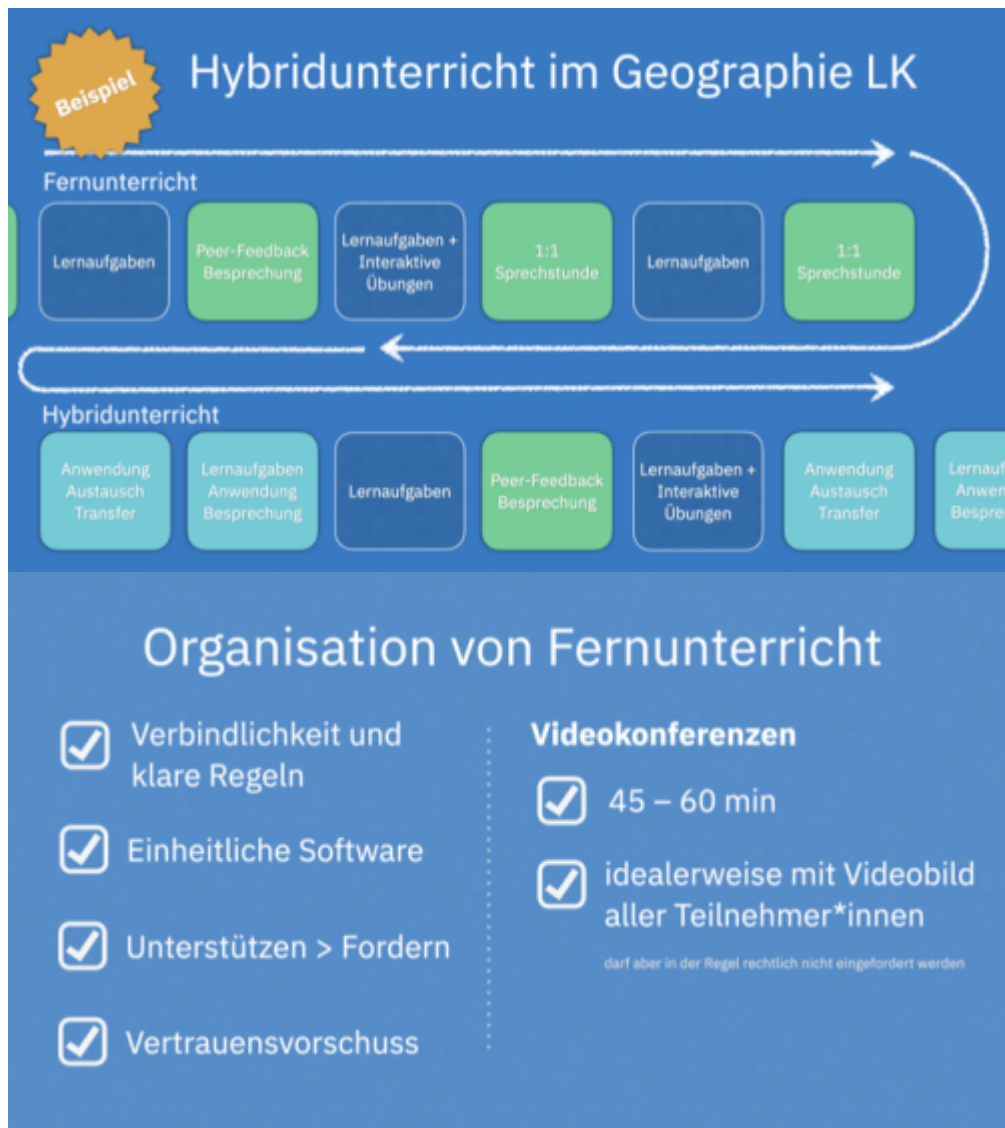 Beispiel
Hybridunterricht im Geographie LK
Fernunterricht
Lernaufgaben
Peer-Feedback
Besprechung
Lernaufgaben +
Interaktive
Übungen
1:1
Sprechstunde
Lernaufgaben
1:1
Sprechstunde
Hybridunterricht
Anwendung
Austausch
Transfer
Lernaufgaben
Anwendung
Besprechung
Lernaufgaben
Peer-Feedback
Besprechung
Lernaufgaben +
Interaktive
Übungen
Anwendung
Austausch
Transfer
Lernauf
Anwen
Bespre
Organisation von Fernunterricht
Verbindlichkeit und
klare Regeln
Einheitliche Software
Unterstützen > Fordern
Vertrauensvorschuss
Videokonferenzen
45 – 60 min
idealerweise mit Videobild
aller Teilnehmer*innen
darf aber in der Regel rechtlich nicht eingefordert werden